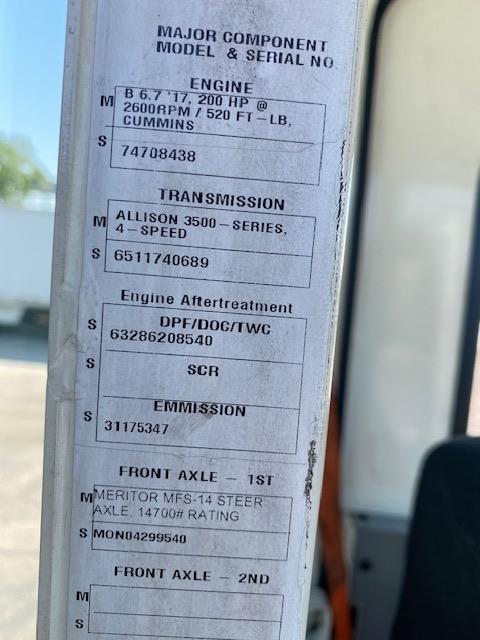 MAJOR COMPONENT
MODEL & SERIAL NO.
ENGINE
M B 6.7 '17, 200 HP @
2600RPM / 520 FT-LB,
CUMMINS
S 74708438
TRANSMISSION
M ALLISON 3500-SERIES,
4-SPEED
S 6511740689
Engine Aftertreatment
DPF/DOC/TWC
S 63286208540
S SCR
EMMISSION
S 31175347
FRONT AXLE - 1ST
M MERITOR MFS-14 STEER
AXLE, 14700# RATING
S MON04299540
FRONT AXLE - 2ND
M
S